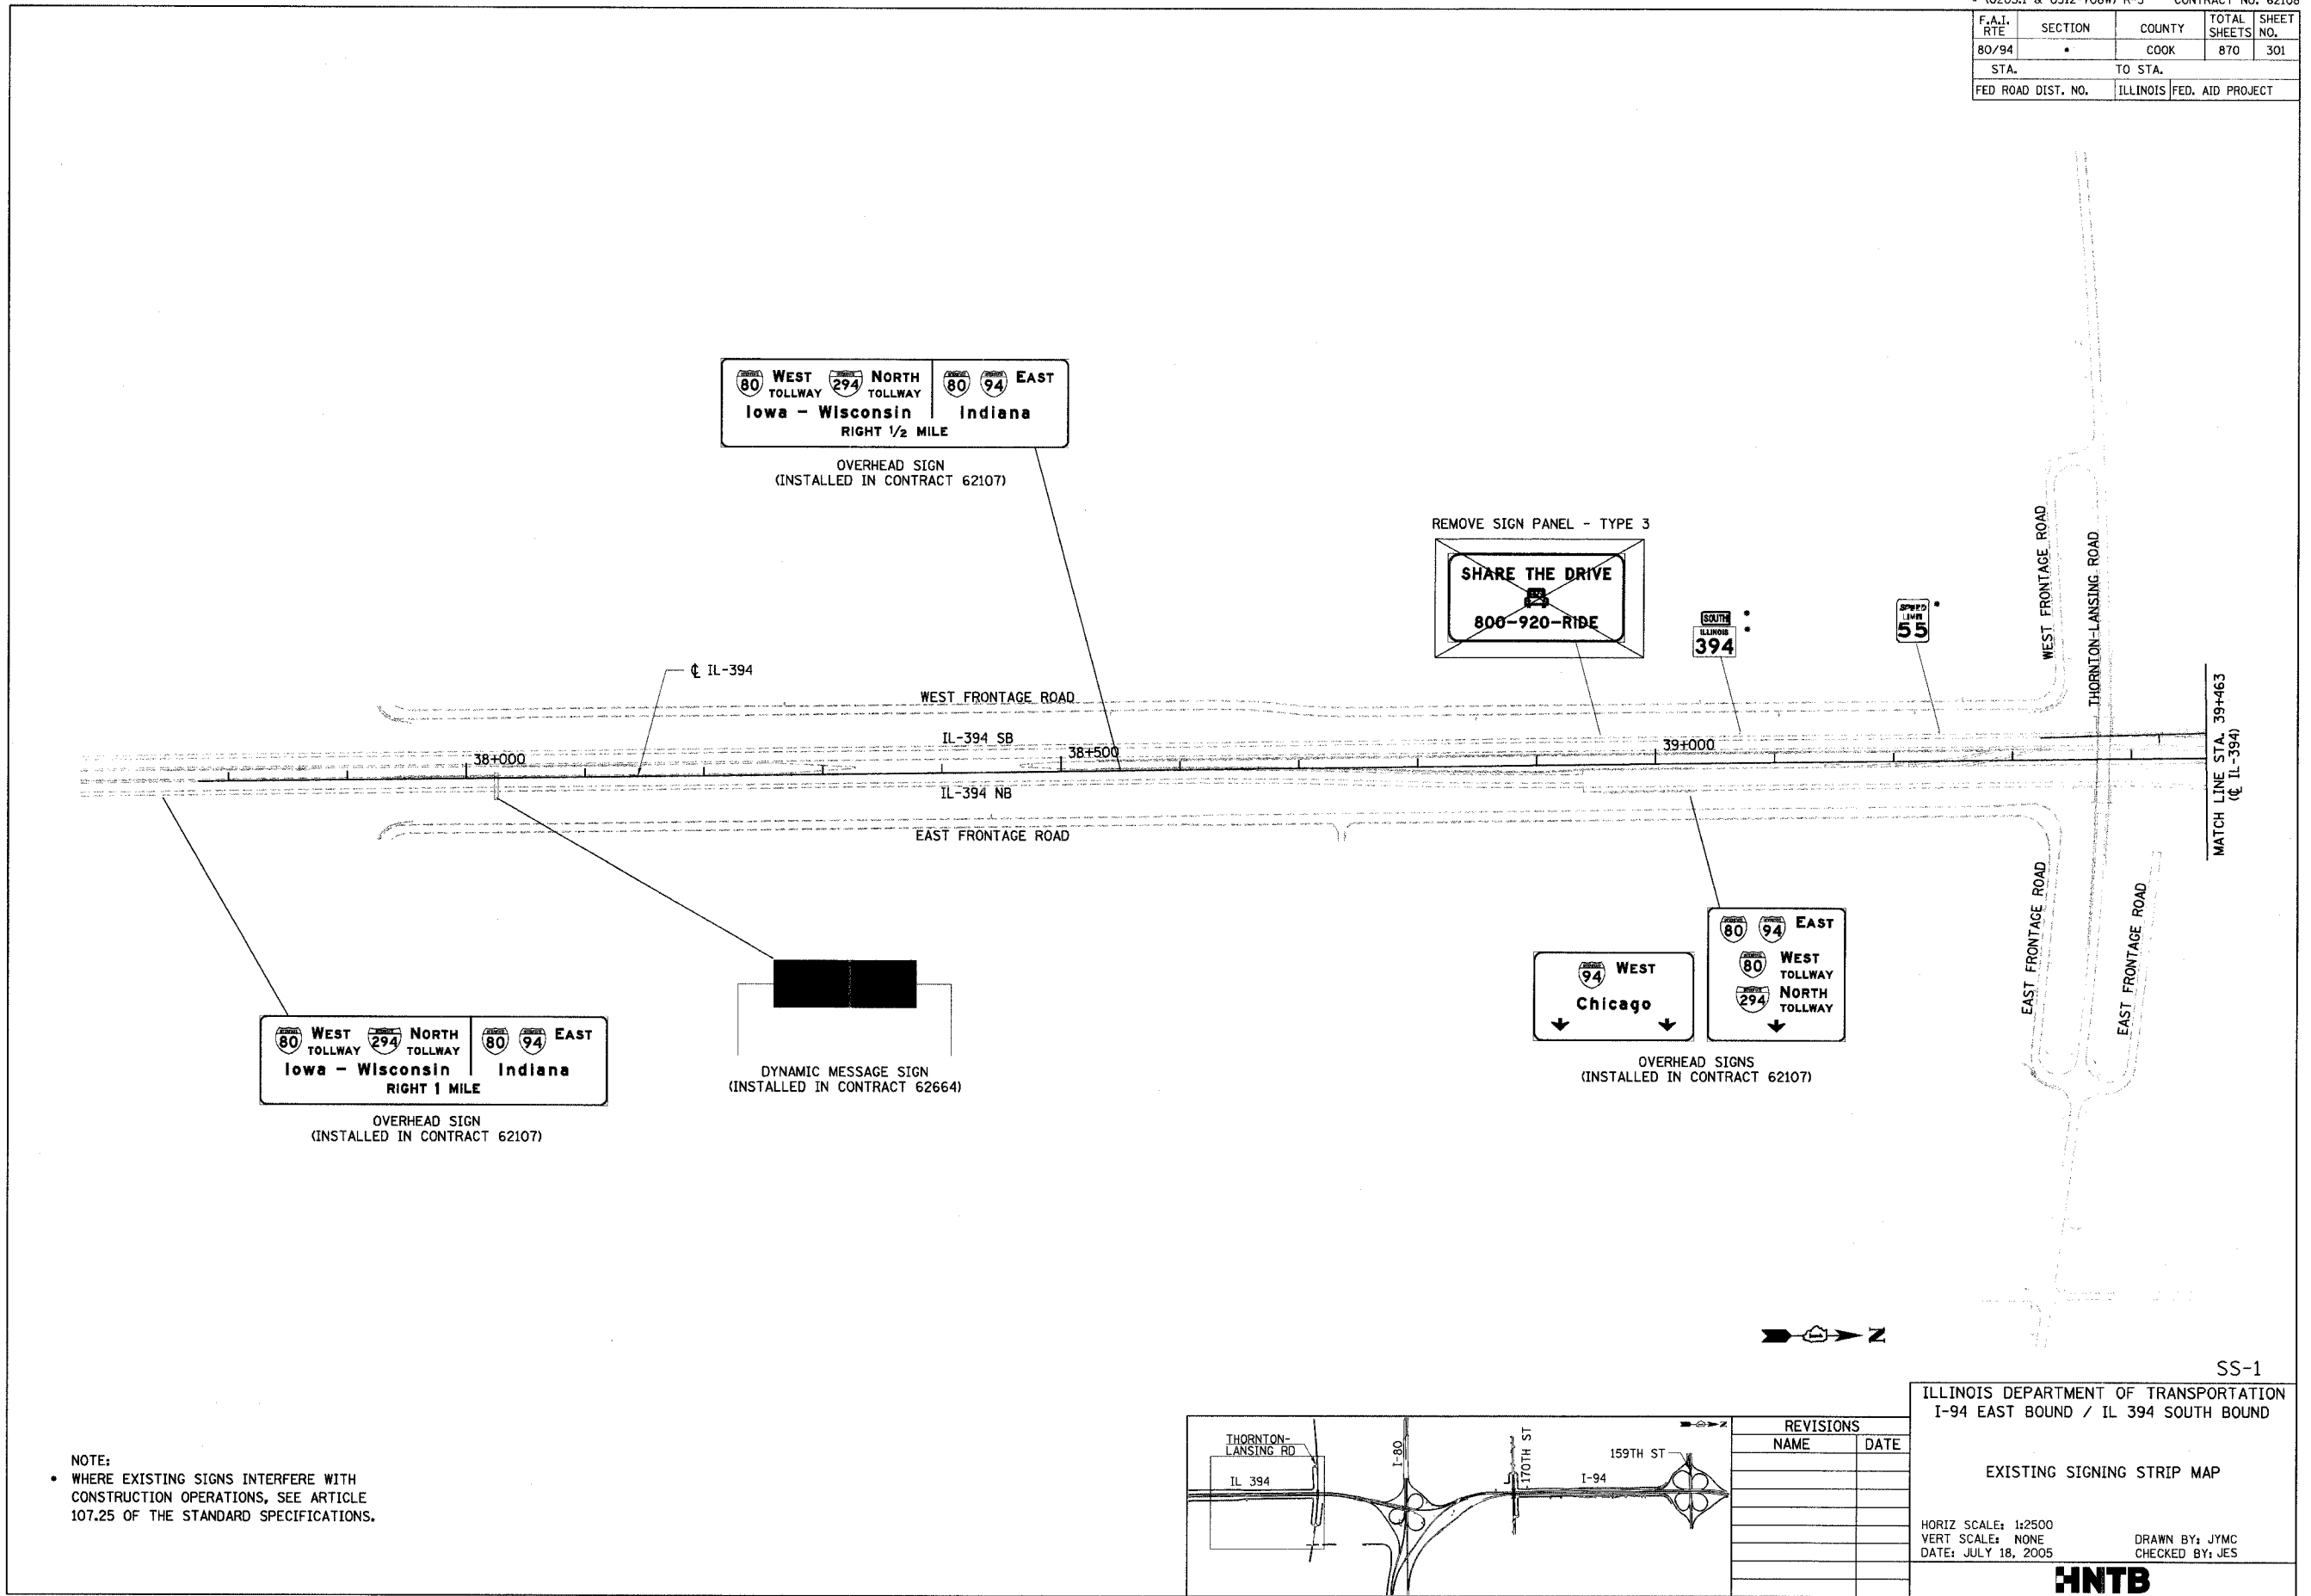 CONTRACT NO. 62108
F.A.I. RTE SECTION COUNTY TOTAL SHEETS SHEET NO.
80/94 • COOK 870 301
STA. TO STA.
FED ROAD DIST. NO. ILLINOIS FED. AID PROJECT
80 WEST TOLLWAY 294 NORTH TOLLWAY 80 94 EAST
Iowa - Wisconsin Indiana
RIGHT 1/2 MILE
OVERHEAD SIGN
(INSTALLED IN CONTRACT 62107)
REMOVE SIGN PANEL - TYPE 3
SHARE THE DRIVE
800-920-RIDE
SOUTH •
ILLINOIS •
394
SPEED •
LIMIT
55
WEST FRONTAGE ROAD
THORNTON-LANSING ROAD
℄ IL-394
WEST FRONTAGE ROAD
IL-394 SB
38+000
38+500
39+000
IL-394 NB
EAST FRONTAGE ROAD
MATCH LINE STA. 39+463
(℄ IL-394)
EAST FRONTAGE ROAD
EAST FRONTAGE ROAD
80 WEST TOLLWAY 294 NORTH TOLLWAY 80 94 EAST
Iowa - Wisconsin Indiana
RIGHT 1 MILE
OVERHEAD SIGN
(INSTALLED IN CONTRACT 62107)
DYNAMIC MESSAGE SIGN
(INSTALLED IN CONTRACT 62664)
94 WEST
Chicago
80 94 EAST
80 WEST
TOLLWAY
294 NORTH
TOLLWAY
OVERHEAD SIGNS
(INSTALLED IN CONTRACT 62107)
N
SS-1
NOTE:
• WHERE EXISTING SIGNS INTERFERE WITH
CONSTRUCTION OPERATIONS, SEE ARTICLE
107.25 OF THE STANDARD SPECIFICATIONS.
THORNTON-
LANSING RD
IL 394
I-80
170TH ST
I-94
159TH ST
N
REVISIONS
NAME DATE
ILLINOIS DEPARTMENT OF TRANSPORTATION
I-94 EAST BOUND / IL 394 SOUTH BOUND
EXISTING SIGNING STRIP MAP
HORIZ SCALE: 1:2500
VERT SCALE: NONE DRAWN BY: JYMC
DATE: JULY 18, 2005 CHECKED BY: JES
HNTB